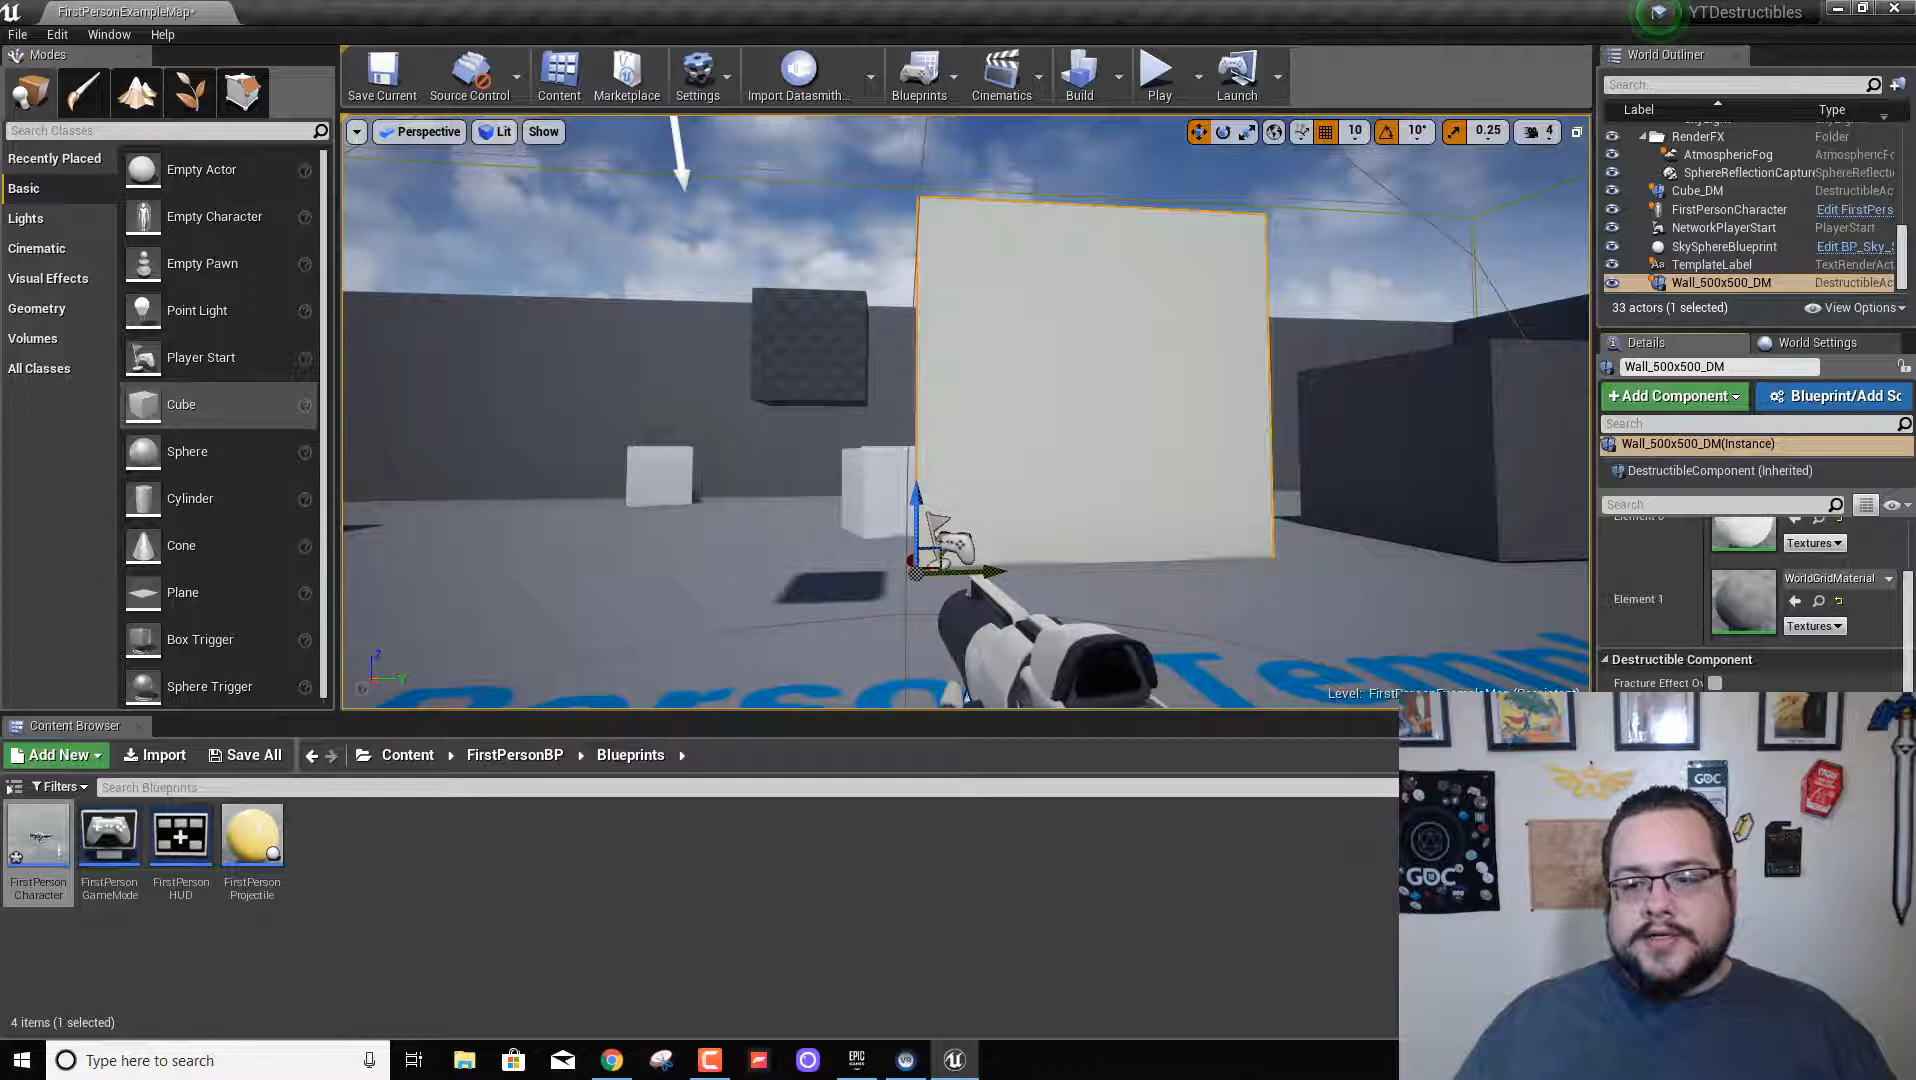 FirstPersonExampleMap*
YTDestructibles
File Edit Window Help
Modes
Search Classes
Recently Placed
Basic
Lights
Cinematic
Visual Effects
Geometry
Volumes
All Classes
Empty Actor
Empty Character
Empty Pawn
Point Light
Player Start
Cube
Sphere
Cylinder
Cone
Plane
Box Trigger
Sphere Trigger
Save Current
Source Control
Content
Marketplace
Settings
Import Datasmith...
Blueprints
Cinematics
Build
Play
Launch
Perspective
Lit
Show
10
10°
0.25
4
Level: FirstPersonExampleMap (Persistent)
World Outliner
Search...
Label Type
RenderFX Folder
AtmosphericFog AtmosphericFo
SphereReflectionCapture SphereReflecti
Cube_DM DestructibleAc
FirstPersonCharacter Edit FirstPers
NetworkPlayerStart PlayerStart
SkySphereBlueprint Edit BP_Sky_S
TemplateLabel TextRenderAct
Wall_500x500_DM DestructibleAc
33 actors (1 selected) View Options
Details World Settings
Wall_500x500_DM
+ Add Component Blueprint/Add Sc
Search
Wall_500x500_DM(Instance)
DestructibleComponent (Inherited)
Search
Textures
WorldGridMaterial
Element 1
Textures
Destructible Component
Fracture Effect Ov
Content Browser
Add New Import Save All Content FirstPersonBP Blueprints
Filters Search Blueprints
FirstPerson Character
FirstPerson GameMode
FirstPerson HUD
FirstPerson Projectile
4 items (1 selected)
GDC
GDC
Type here to search
EPIC GAMES
VR